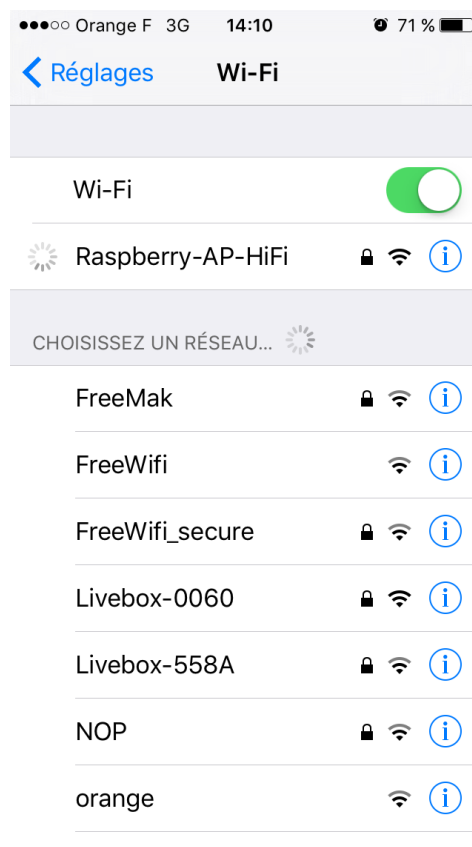 Orange F 3G 14:10 71 %
Réglages Wi-Fi
Wi-Fi
Raspberry-AP-HiFi
CHOISISSEZ UN RÉSEAU...
FreeMak
FreeWifi
FreeWifi_secure
Livebox-0060
Livebox-558A
NOP
orange